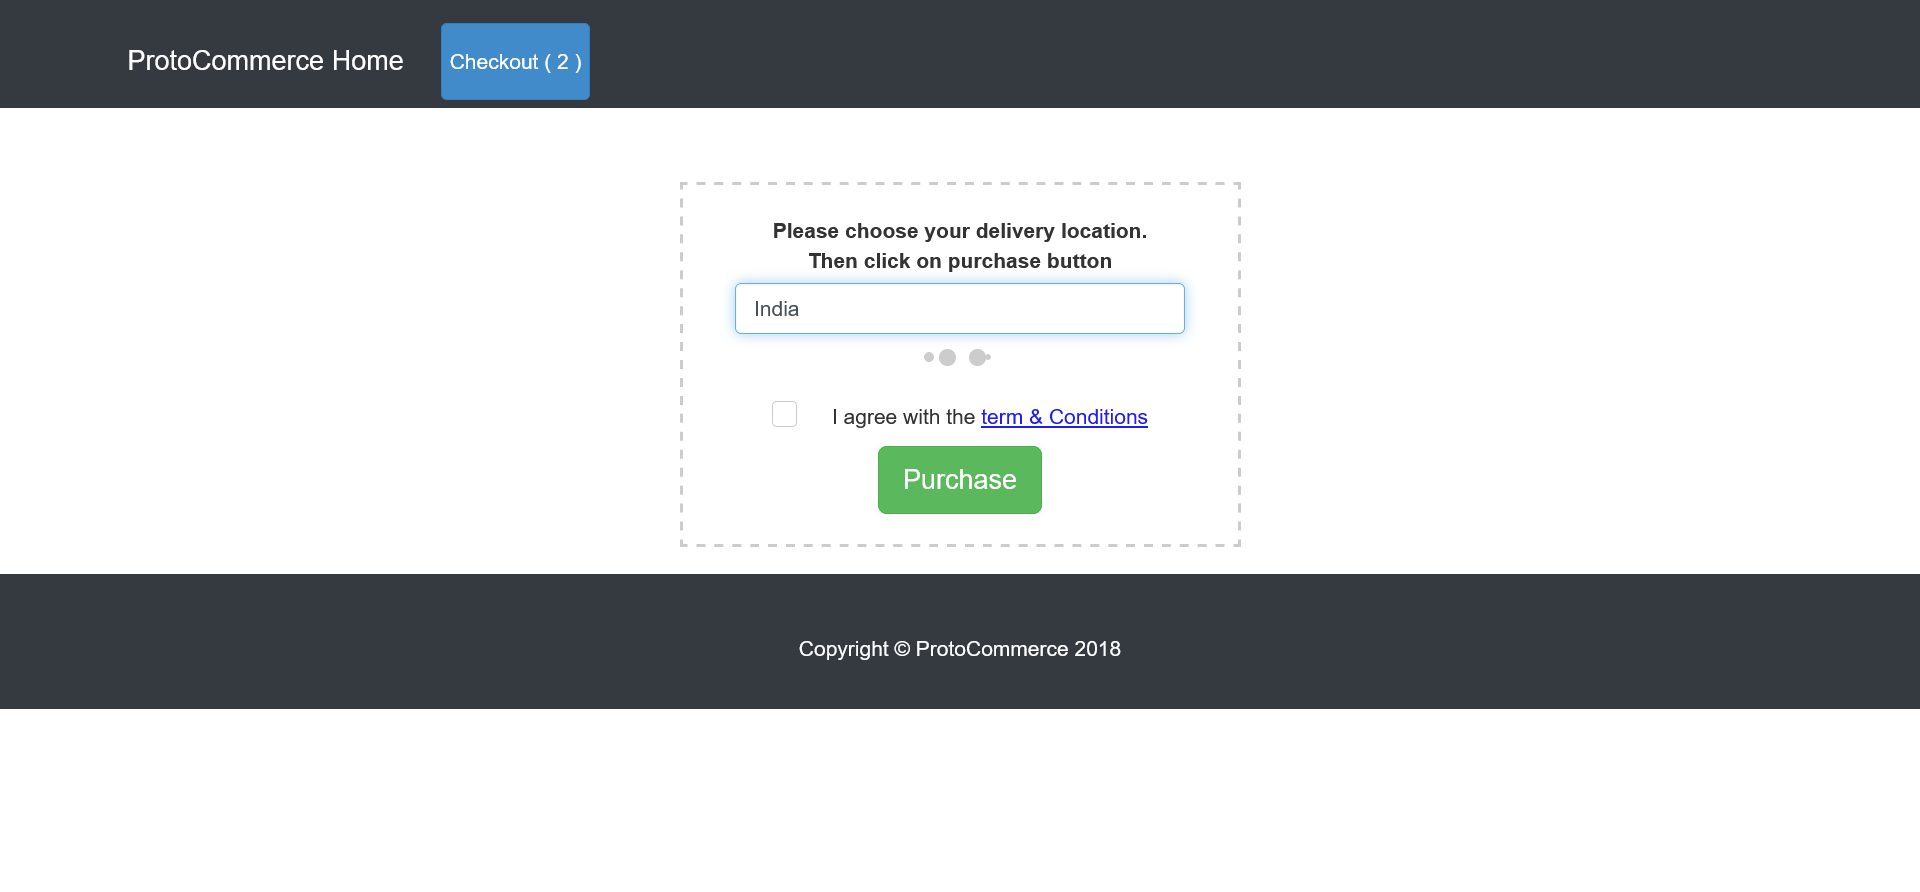 ProtoCommerce Home
Checkout ( 2 )
Please choose your delivery location.
Then click on purchase button
India
I agree with the term & Conditions
Purchase
Copyright © ProtoCommerce 2018